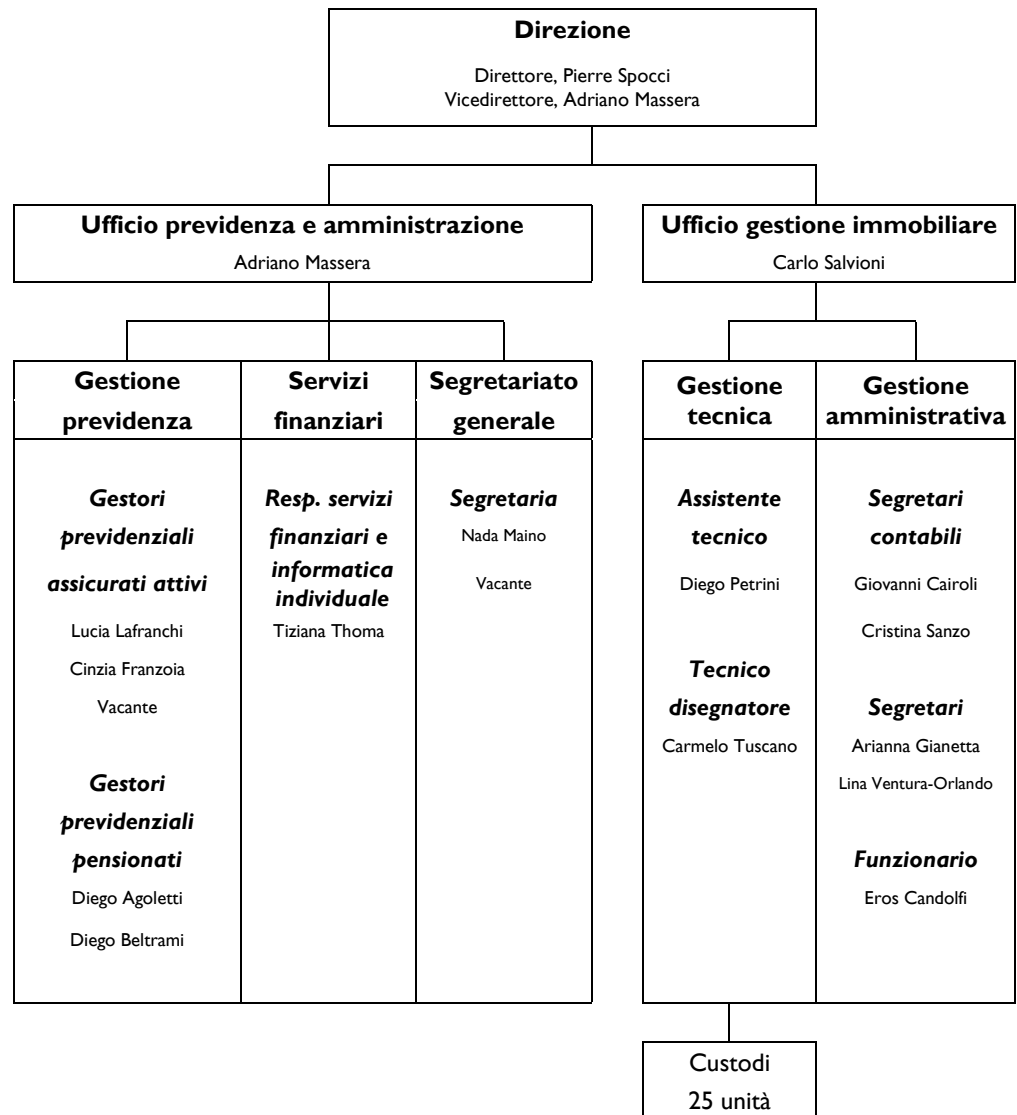 Direzione
Direttore, Pierre Spocci
Vicedirettore, Adriano Massera
Ufficio previdenza e amministrazione
Adriano Massera
Ufficio gestione immobiliare
Carlo Salvioni
Gestione
previdenza
Servizi
finanziari
Segretariato
generale
Gestione
tecnica
Gestione
amministrativa
Gestori
previdenziali
assicurati attivi
Lucia Lafranchi
Cinzia Franzoia
Vacante
Gestori
previdenziali
pensionati
Diego Agoletti
Diego Beltrami
Resp. servizi
finanziari e
informatica
individuale
Tiziana Thoma
Segretaria
Nada Maino
Vacante
Assistente
tecnico
Diego Petrini
Tecnico
disegnatore
Carmelo Tuscano
Segretari
contabili
Giovanni Cairoli
Cristina Sanzo
Segretari
Arianna Gianetta
Lina Ventura-Orlando
Funzionario
Eros Candolfi
Custodi
25 unità